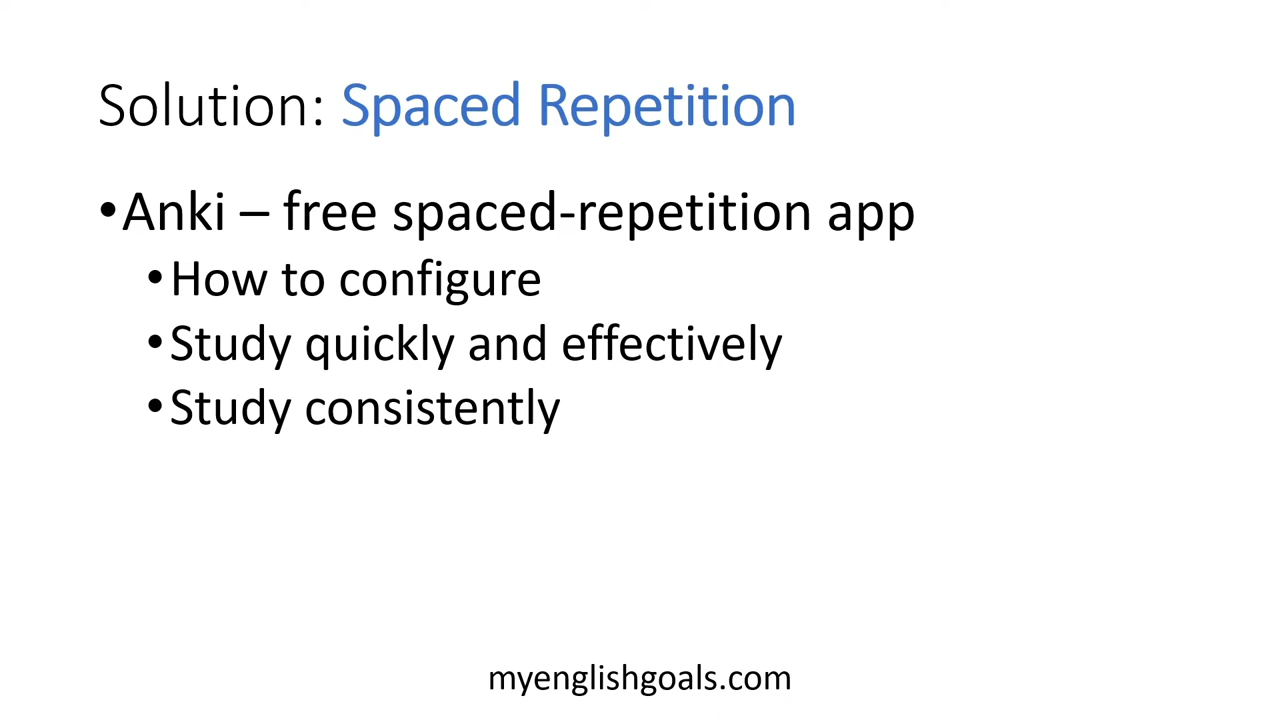 Solution: Spaced Repetition
•Anki – free spaced-repetition app
•How to configure
•Study quickly and effectively
•Study consistently
myenglishgoals.com